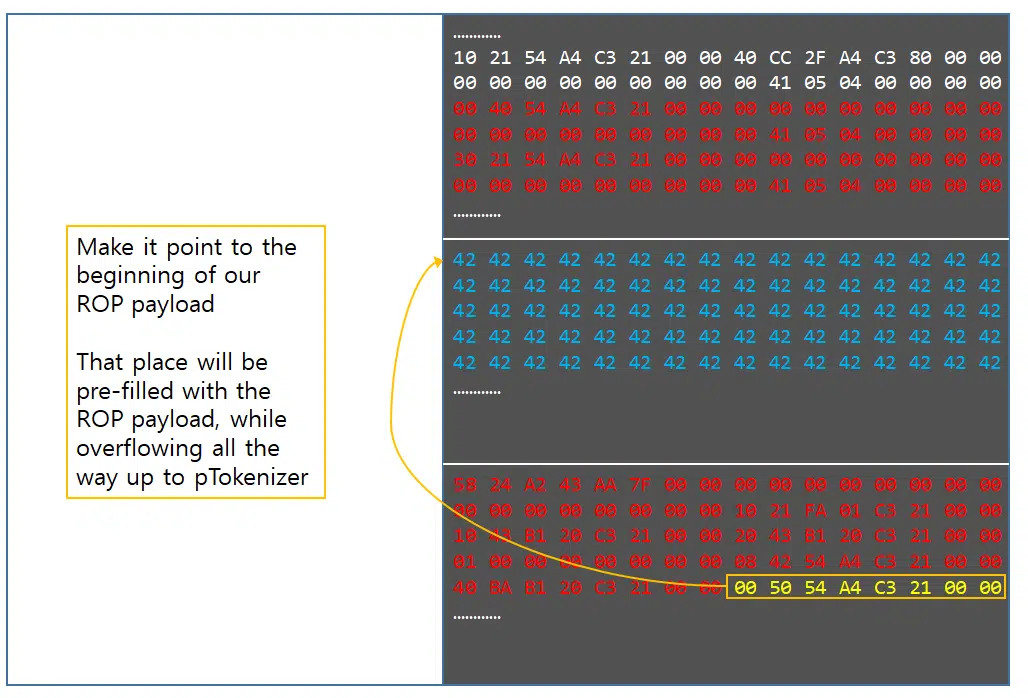 ............
10 21 54 A4 C3 21 00 00 40 CC 2F A4 C3 80 00 00
00 00 00 00 00 00 00 00 00 41 05 04 00 00 00 00
00 40 54 A4 C3 21 00 00 00 00 00 00 00 00 00 00
00 00 00 00 00 00 00 00 00 41 05 04 00 00 00 00
30 21 54 A4 C3 21 00 00 00 00 00 00 00 00 00 00
00 00 00 00 00 00 00 00 00 41 05 04 00 00 00 00
............
Make it point to the
beginning of our
ROP payload
That place will be
pre-filled with the
ROP payload, while
overflowing all the
way up to pTokenizer
42 42 42 42 42 42 42 42 42 42 42 42 42 42 42 42
42 42 42 42 42 42 42 42 42 42 42 42 42 42 42 42
42 42 42 42 42 42 42 42 42 42 42 42 42 42 42 42
42 42 42 42 42 42 42 42 42 42 42 42 42 42 42 42
42 42 42 42 42 42 42 42 42 42 42 42 42 42 42 42
............
58 24 A2 43 AA 7F 00 00 00 00 00 00 00 00 00 00
00 00 00 00 00 00 00 00 10 21 FA 01 C3 21 00 00
10 43 B1 20 C3 21 00 00 20 43 B1 20 C3 21 00 00
01 00 00 00 00 00 00 00 08 42 54 A4 C3 21 00 00
40 BA B1 20 C3 21 00 00 00 50 54 A4 C3 21 00 00
............